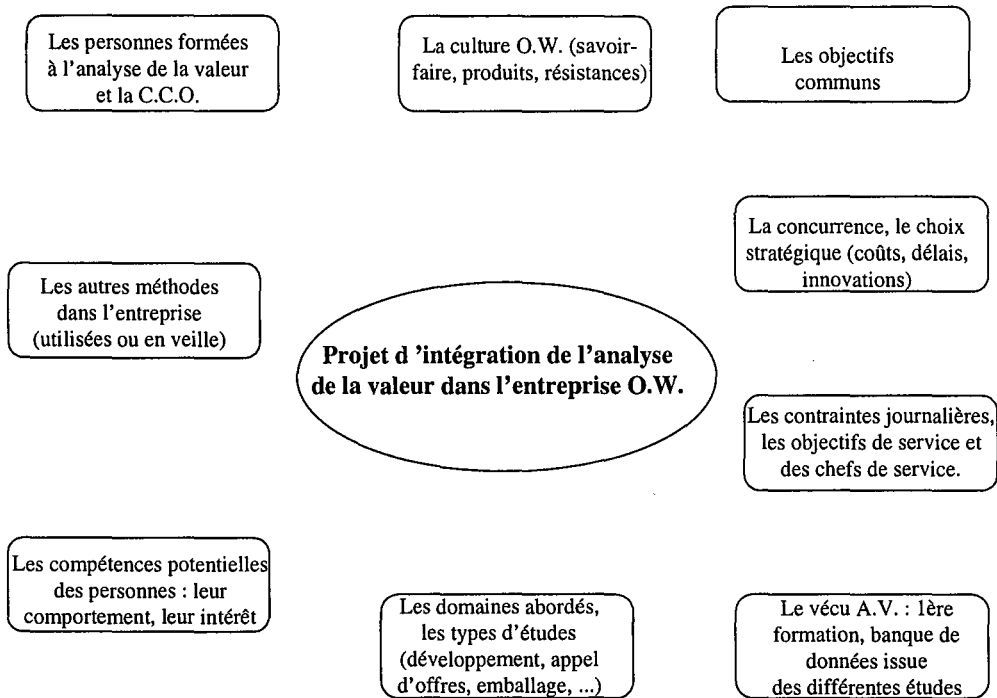 Les personnes formées
à l'analyse de la valeur
et la C.C.O.
La culture O.W. (savoir-
faire, produits, résistances)
Les objectifs
communs
La concurrence, le choix
stratégique (coûts, délais,
innovations)
Les autres méthodes
dans l'entreprise
(utilisées ou en veille)
Projet d 'intégration de l'analyse
de la valeur dans l'entreprise O.W.
Les contraintes journalières,
les objectifs de service et
des chefs de service.
Les compétences potentielles
des personnes : leur
comportement, leur intérêt
Les domaines abordés,
les types d'études
(développement, appel
d'offres, emballage, ...)
Le vécu A.V. : 1ère
formation, banque de
données issue
des différentes études